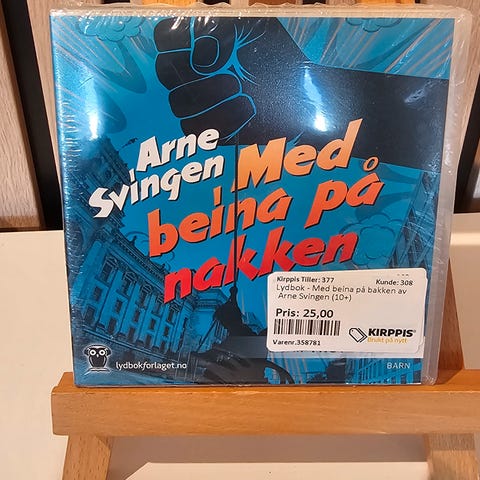 Arne
Svingen
Med
beina på
nakken
Kirppis Tiller: 377 Kunde: 308
Lydbok - Med beina på bakken av
Arne Svingen (10+)
Pris: 25,00
KIRPPIS
Brukt på nytt
Varenr.358781
lydbokforlaget.no
BARN